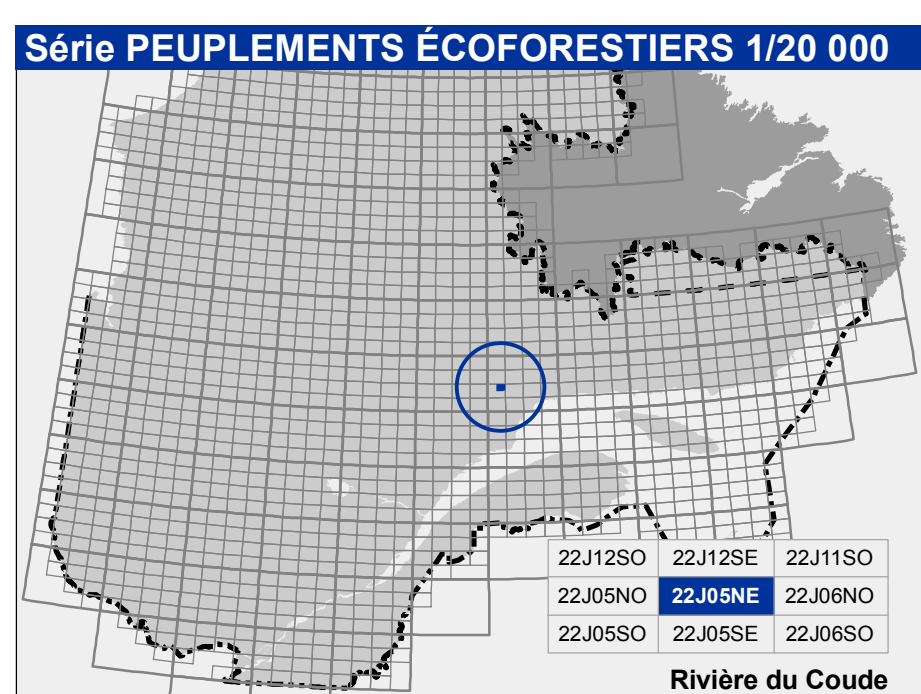 Série PEUPLEMENTS ÉCOFORESTIERS 1/20 000
22J12SO 22J12SE 22J11SO
22J05NO 22J05NE 22J06NO
22J05SO 22J05SE 22J06SO
Rivière du Coude